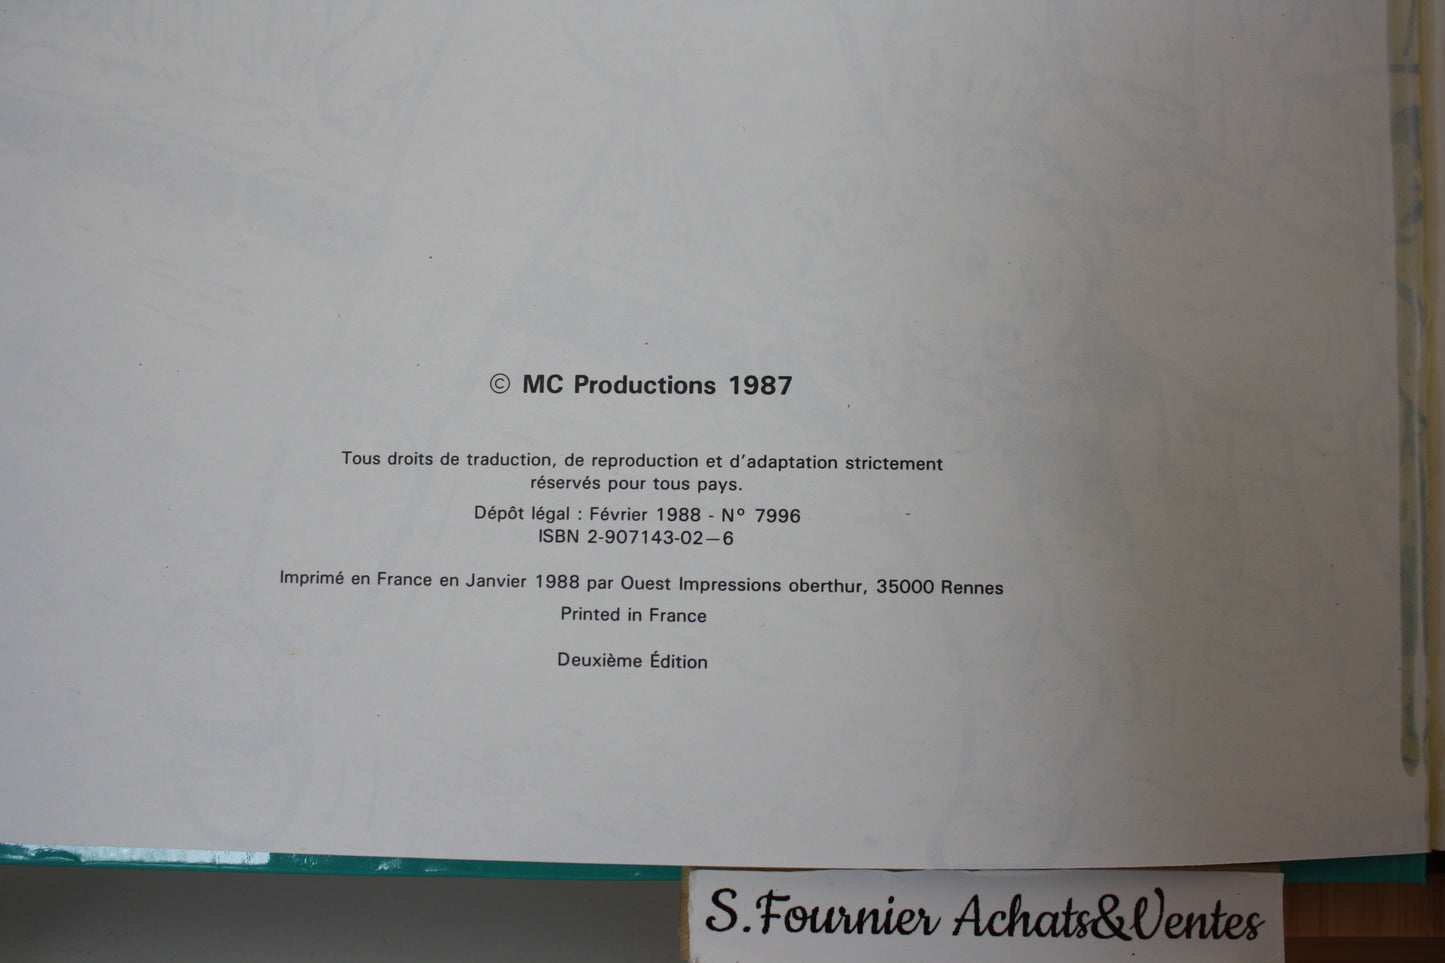 © MC Productions 1987
Tous droits de traduction, de reproduction et d'adaptation strictement
réservés pour tous pays.
Dépôt légal : Février 1988 - Nº 7996
ISBN 2-907143-02—6
Imprimé en France en Janvier 1988 par Ouest Impressions oberthur, 35000 Rennes
Printed in France
Deuxième Édition
S.Fournier Achats&Ventes